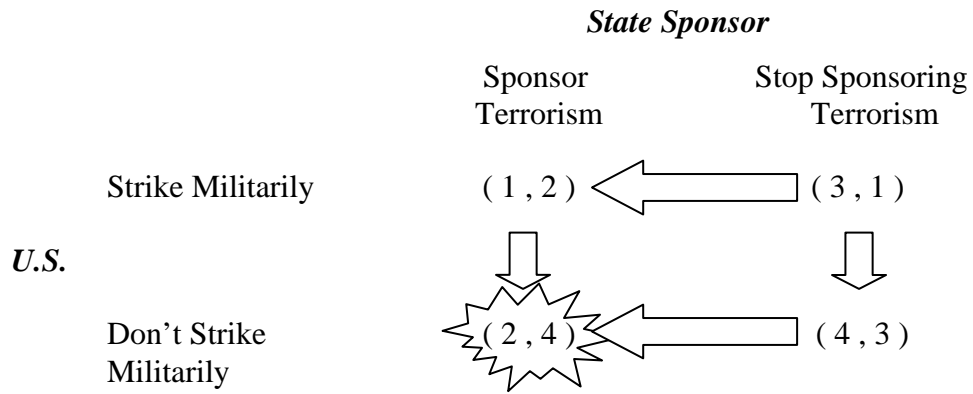 State Sponsor
Sponsor Terrorism
Stop Sponsoring Terrorism
Strike Militarily
( 1 , 2 )
( 3 , 1 )
U.S.
Don't Strike Militarily
( 2 , 4 )
( 4 , 3 )